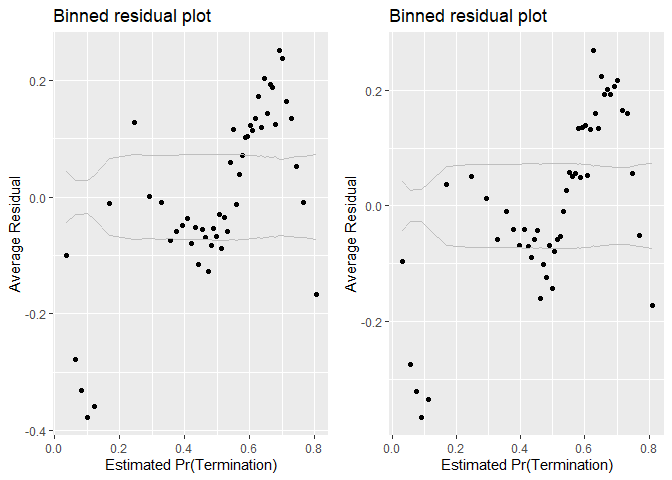 Binned residual plot
Average Residual
0.2
0.0
-0.2
-0.4
0.0 0.2 0.4 0.6 0.8
Estimated Pr(Termination)
Binned residual plot
Average Residual
0.2
0.0
-0.2
0.0 0.2 0.4 0.6 0.8
Estimated Pr(Termination)